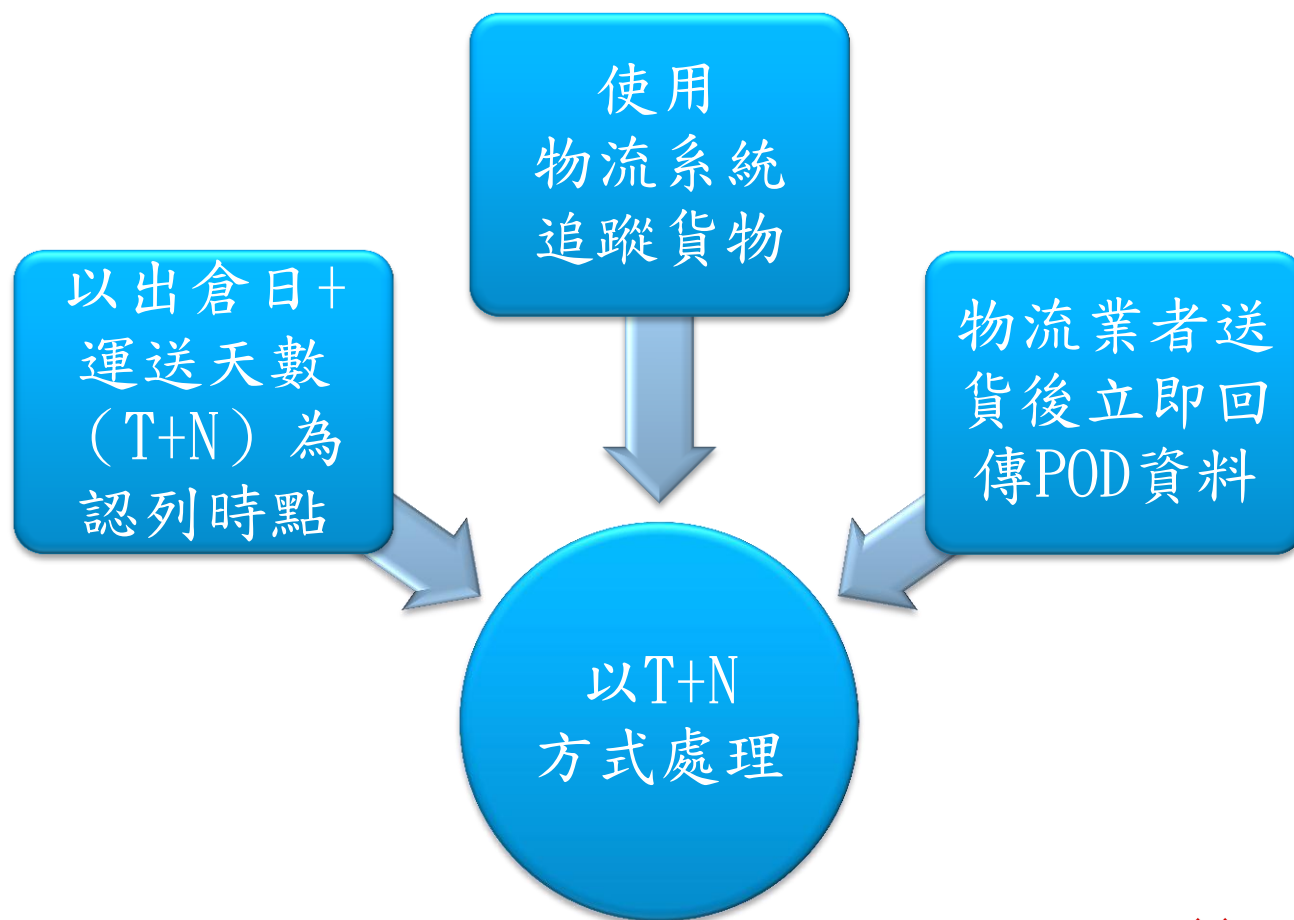 使用
物流系統
追蹤貨物
以出倉日+
運送天數
（T+N）為
認列時點
物流業者送
貨後立即回
傳POD資料
以T+N
方式處理